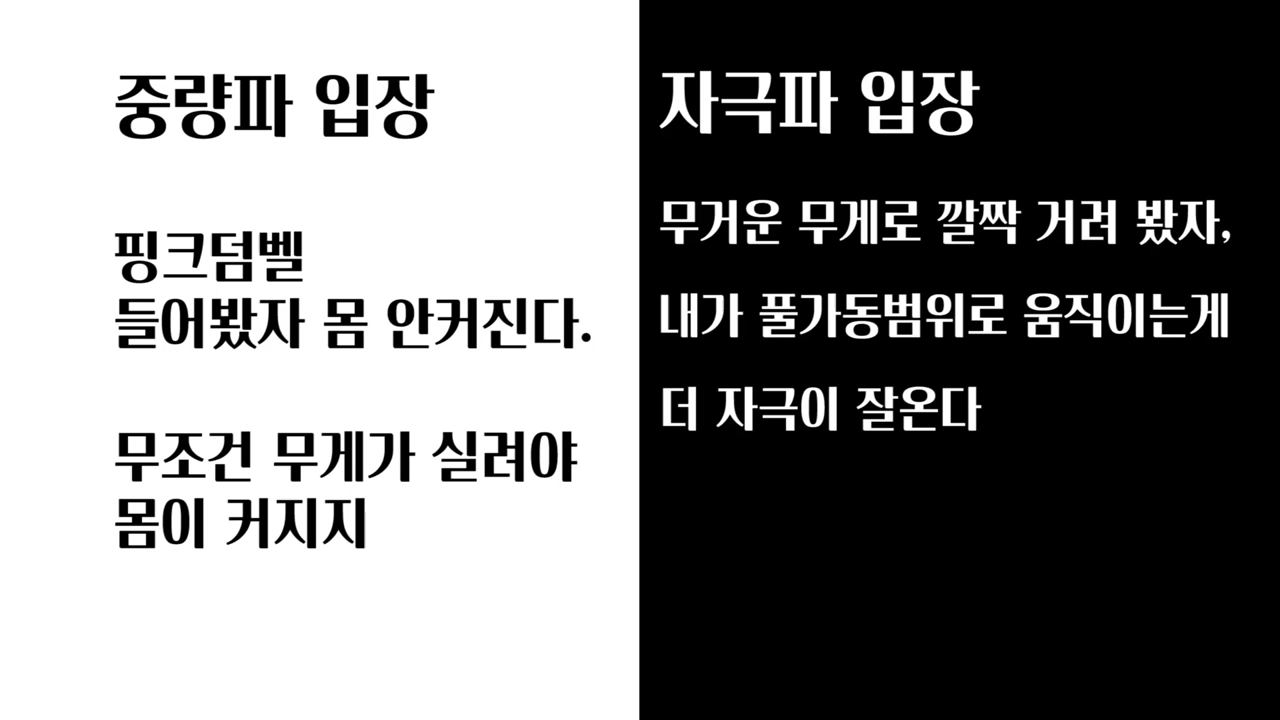 중량파 입장
핑크덤벨
들어봤자 몸 안커진다.
무조건 무게가 실려야
몸이 커지지
자극파 입장
무거운 무게로 깔짝 거려 봤자,
내가 풀가동범위로 움직이는게
더 자극이 잘온다